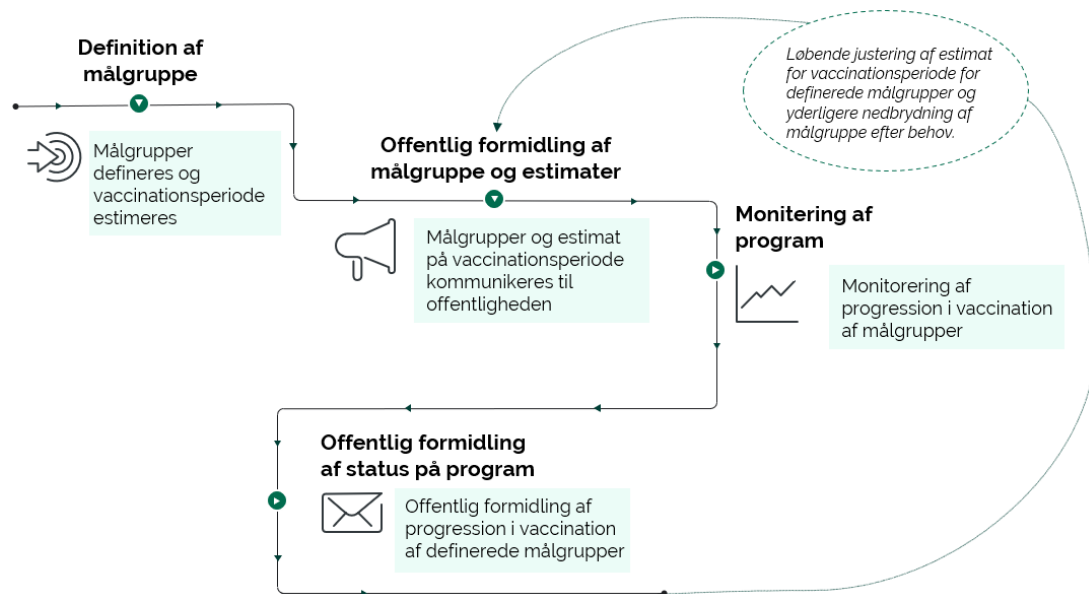 Definition af
målgruppe
Målgrupper
defineres og
vaccinationsperiode
estimeres
Offentlig formidling af
målgruppe og estimater
Målgrupper og estimat
på vaccinationsperiode
kommunikeres til
offentligheden
Løbende justering af estimat
for vaccinationsperiode for
definerede målgrupper og
yderligere nedbrydning af
målgruppe efter behov.
Monitering af
program
Monitorering af
progression i vaccination
af målgrupper
Offentlig formidling
af status på program
Offentlig formidling af
progression i vaccination
af definerede målgrupper